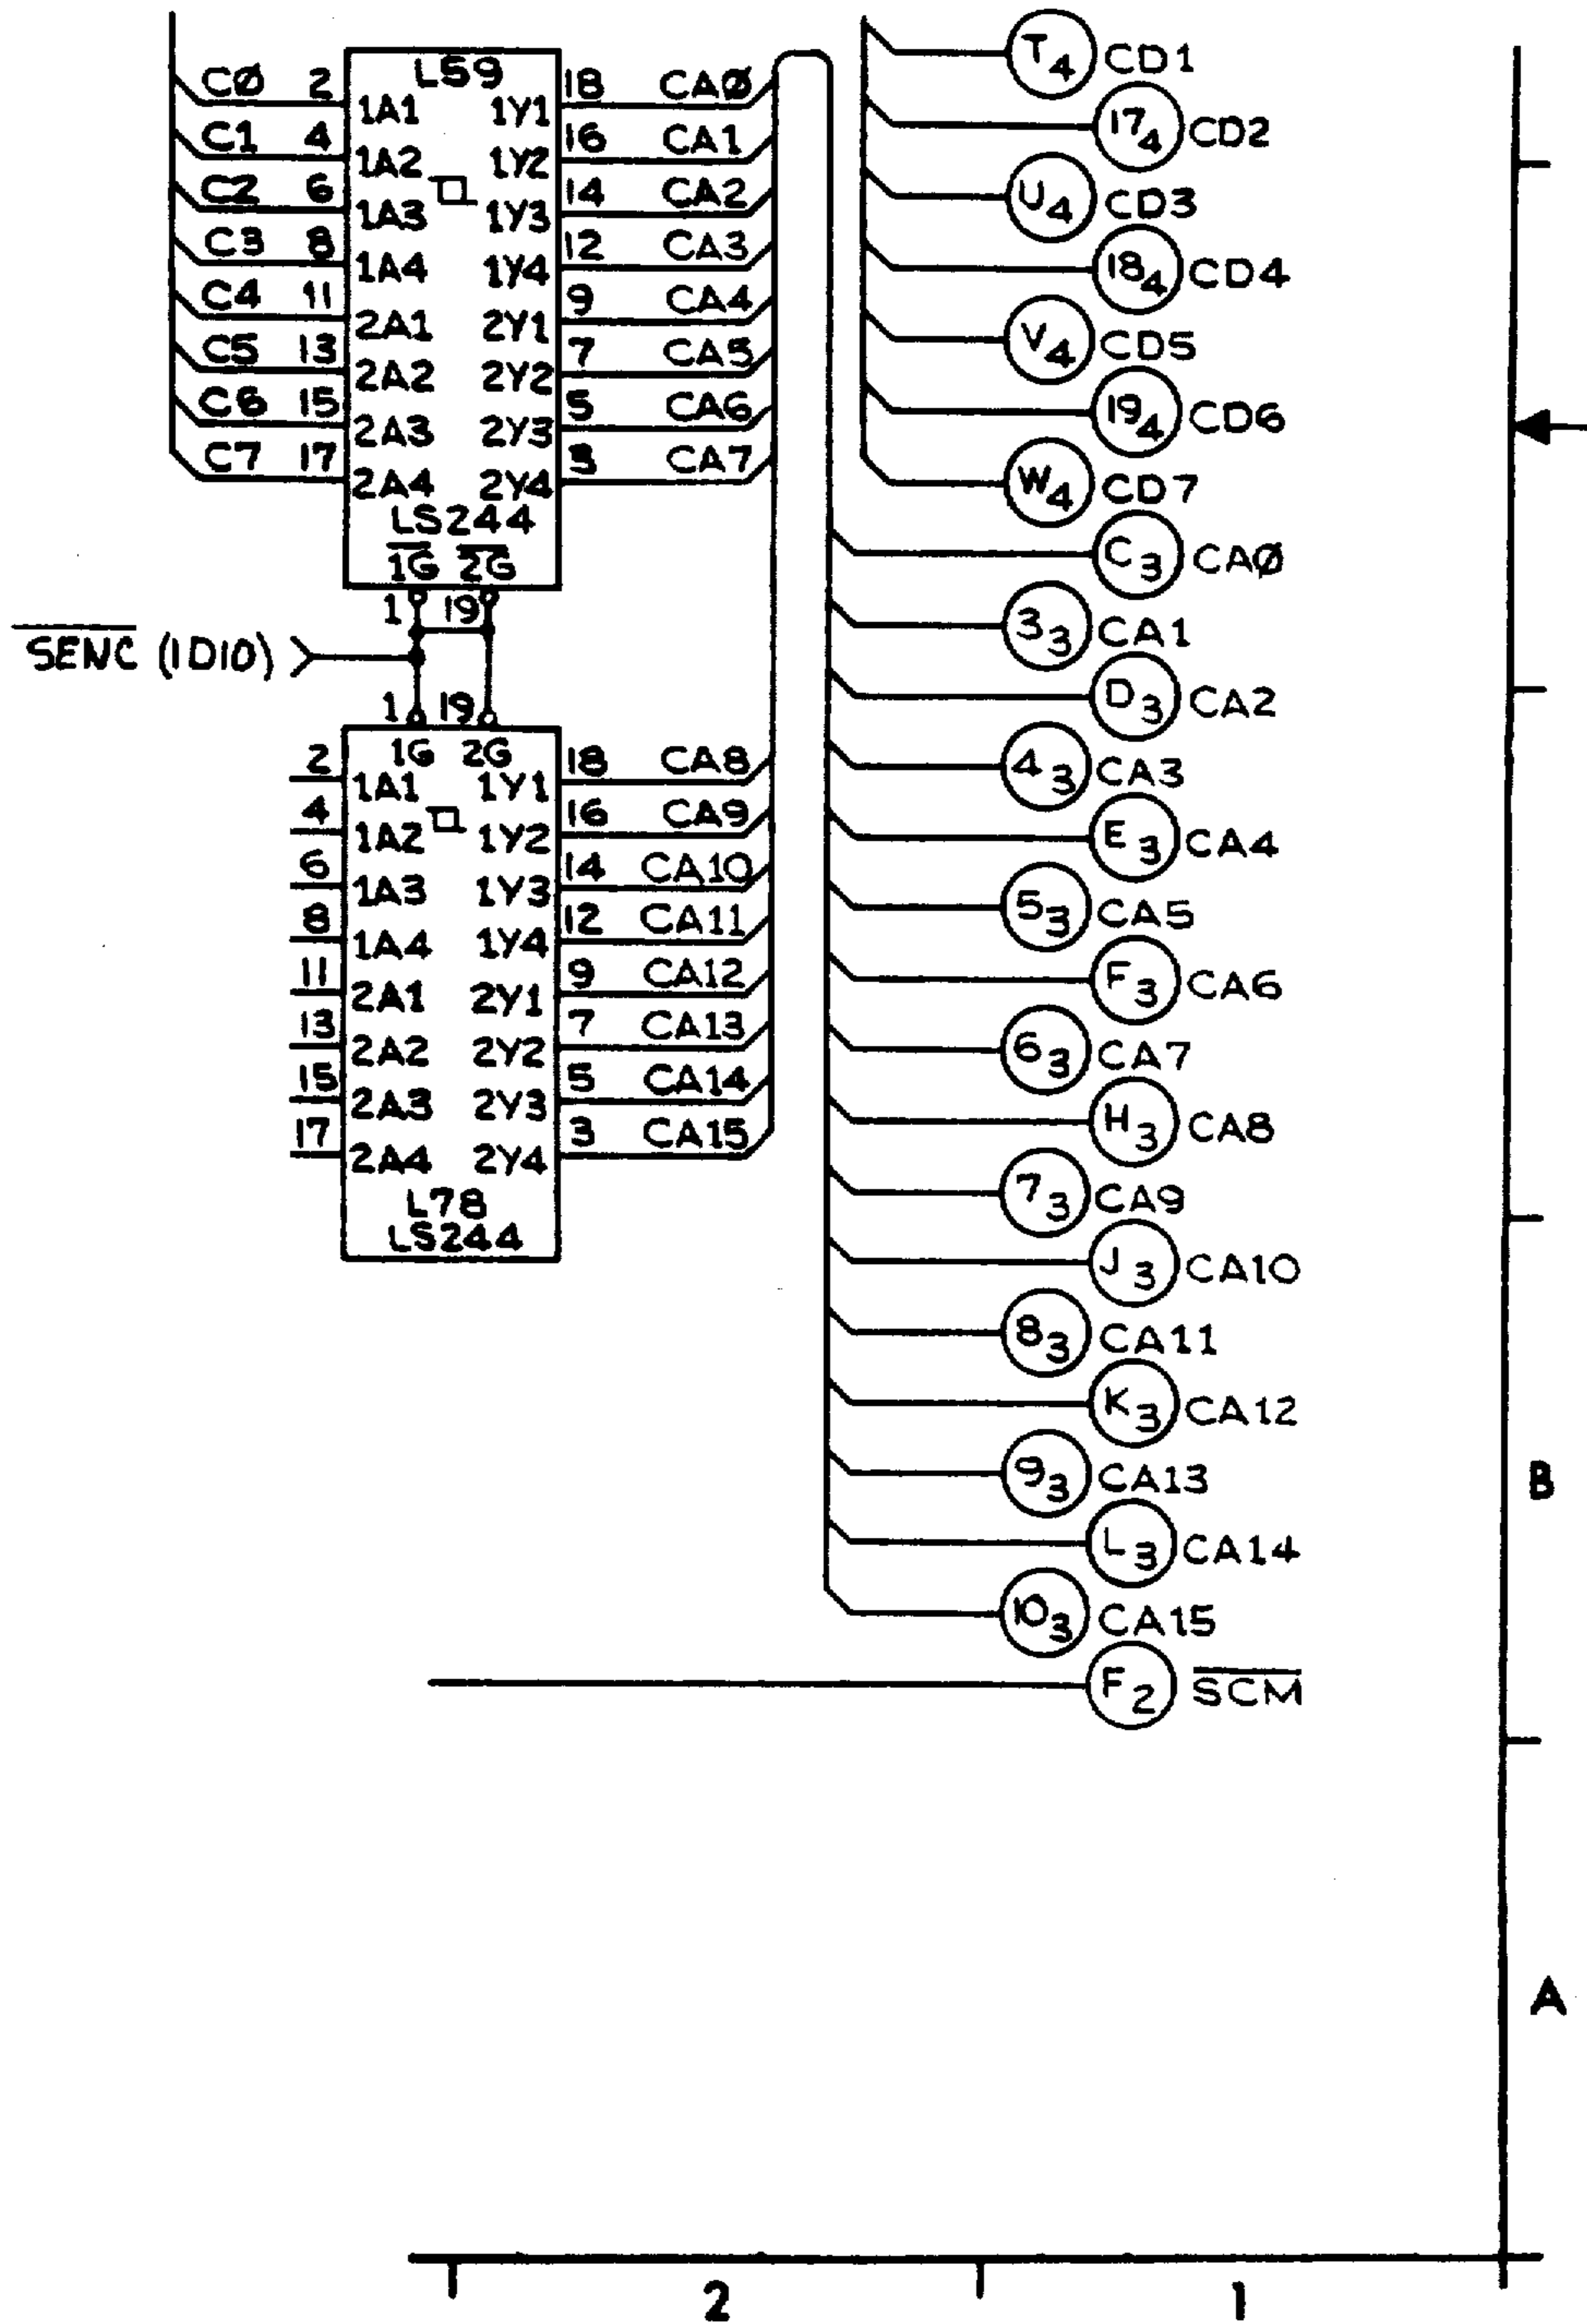 L59
C0 2 1A1 1Y1 18 CA0
C1 4 1A2 1Y2 16 CA1
C2 6 1A3 1Y3 14 CA2
C3 8 1A4 1Y4 12 CA3
C4 11 2A1 2Y1 9 CA4
C5 13 2A2 2Y2 7 CA5
C6 15 2A3 2Y3 5 CA6
C7 17 2A4 2Y4 3 CA7
LS244
1G 2G
1 19
SENC (1D10)
1 19
1G 2G
2 1A1 1Y1 18 CA8
4 1A2 1Y2 16 CA9
6 1A3 1Y3 14 CA10
8 1A4 1Y4 12 CA11
11 2A1 2Y1 9 CA12
13 2A2 2Y2 7 CA13
15 2A3 2Y3 5 CA14
17 2A4 2Y4 3 CA15
L78
LS244
T4 CD1
174 CD2
U4 CD3
184 CD4
V4 CD5
194 CD6
W4 CD7
C3 CAØ
33 CA1
D3 CA2
43 CA3
E3 CA4
53 CA5
F3 CA6
63 CA7
H3 CA8
73 CA9
J3 CA10
83 CA11
K3 CA12
93 CA13
L3 CA14
103 CA15
F2 SCM
B
A
2 1